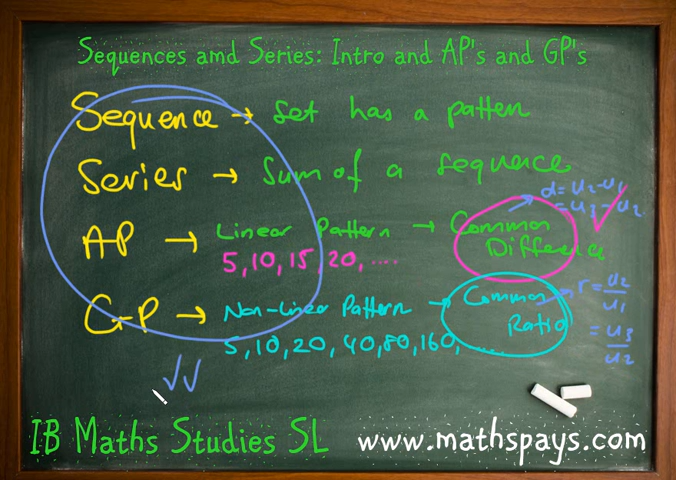 Sequences amd Series: Intro and AP's and GP's
Sequence → Set has a pattern
Series → Sum of a sequence
d = u₂ - u₁
= u₃ - u₂
AP → Linear Pattern → Common Difference
5, 10, 15, 20, ....
GP → Non-Linear Pattern → Common Ratio
r = u₂/u₁
= u₃/u₂
5, 10, 20, 40, 80, 160, ....
IB Maths Studies SL www.mathspays.com